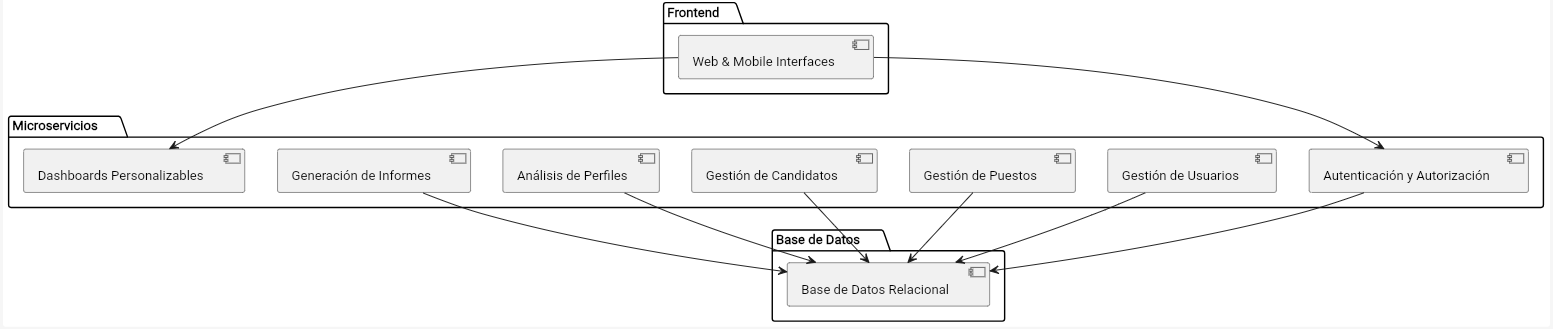 Frontend
Web & Mobile Interfaces
Microservicios
Dashboards Personalizables
Generación de Informes
Análisis de Perfiles
Gestión de Candidatos
Gestión de Puestos
Gestión de Usuarios
Autenticación y Autorización
Base de Datos
Base de Datos Relacional